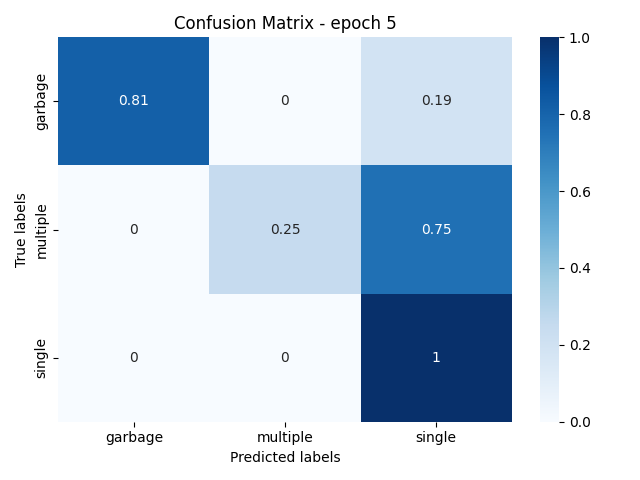 Confusion Matrix - epoch 5
True labels
garbage
multiple
single
0.81 0 0.19
0 0.25 0.75
0 0 1
garbage multiple single
Predicted labels
1.0
0.8
0.6
0.4
0.2
0.0